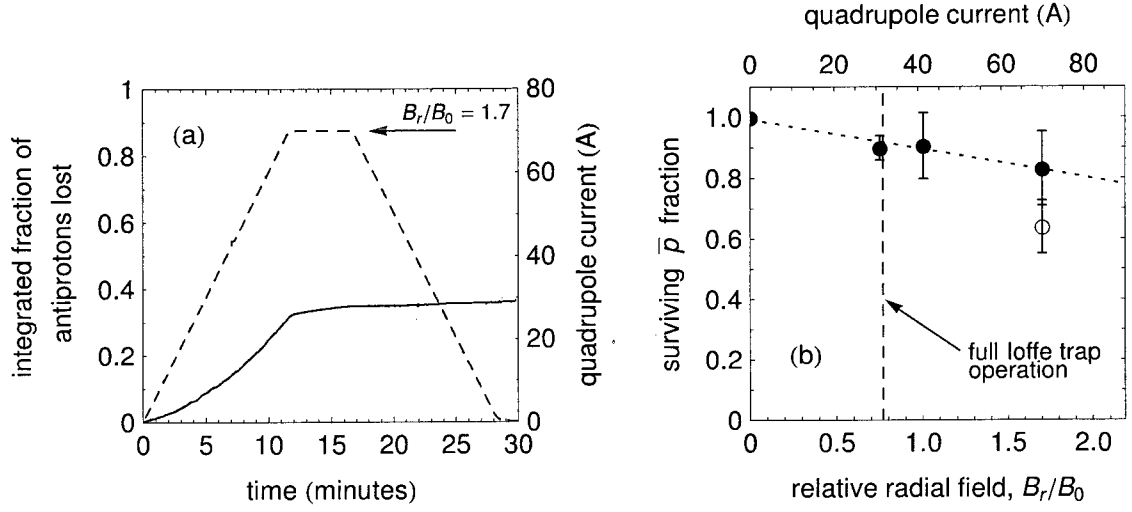 integrated fraction of
antiprotons lost
1
0.8
0.6
0.4
0.2
0
(a)
B_r/B_0 = 1.7
80
60
40
20
0
quadrupole current (A)
0 5 10 15 20 25 30
time (minutes)
quadrupole current (A)
0 20 40 60 80
surviving p̅ fraction
1.0
0.8
0.6
0.4
0.2
0
(b)
full Ioffe trap
operation
0 0.5 1.0 1.5 2.0
relative radial field, B_r/B_0